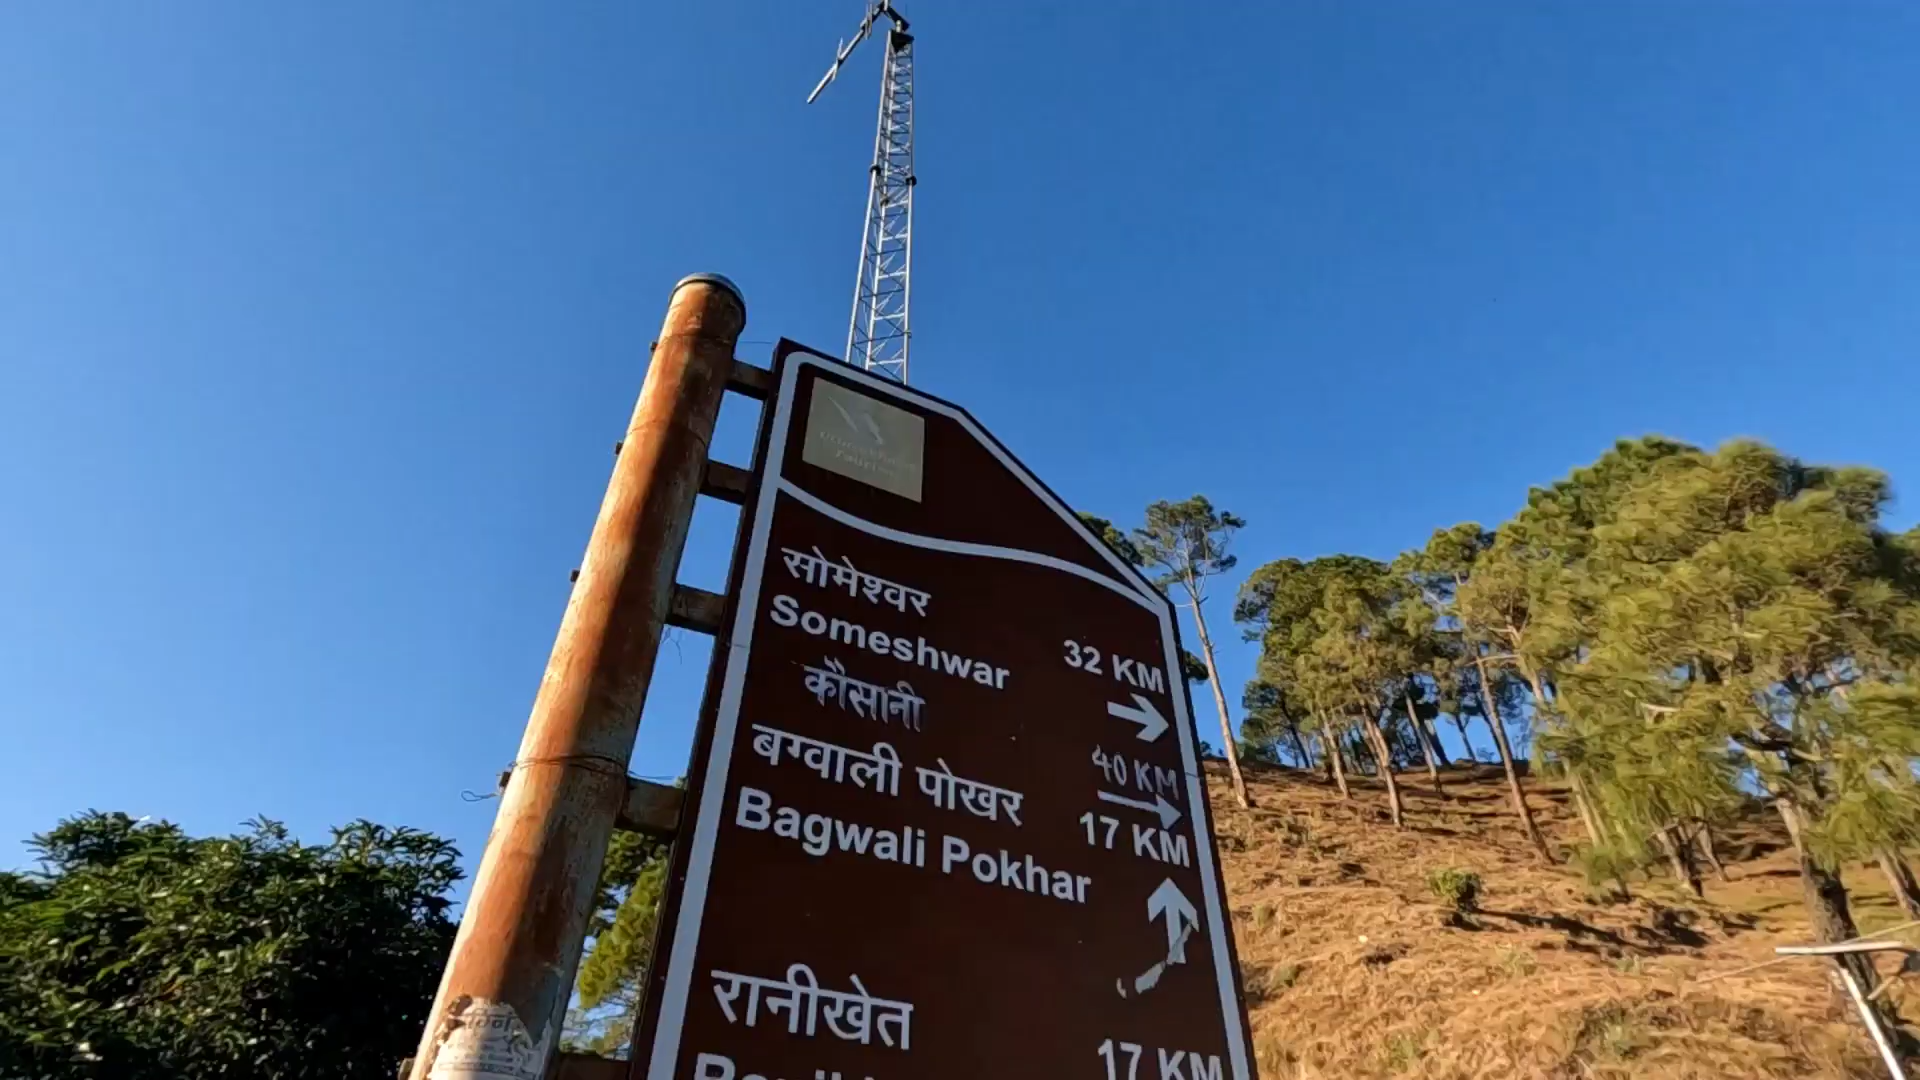 सोमेश्वर
Someshwar 32 KM
कौसानी 40 KM
बग्वाली पोखर
Bagwali Pokhar 17 KM
रानीखेत
17 KM